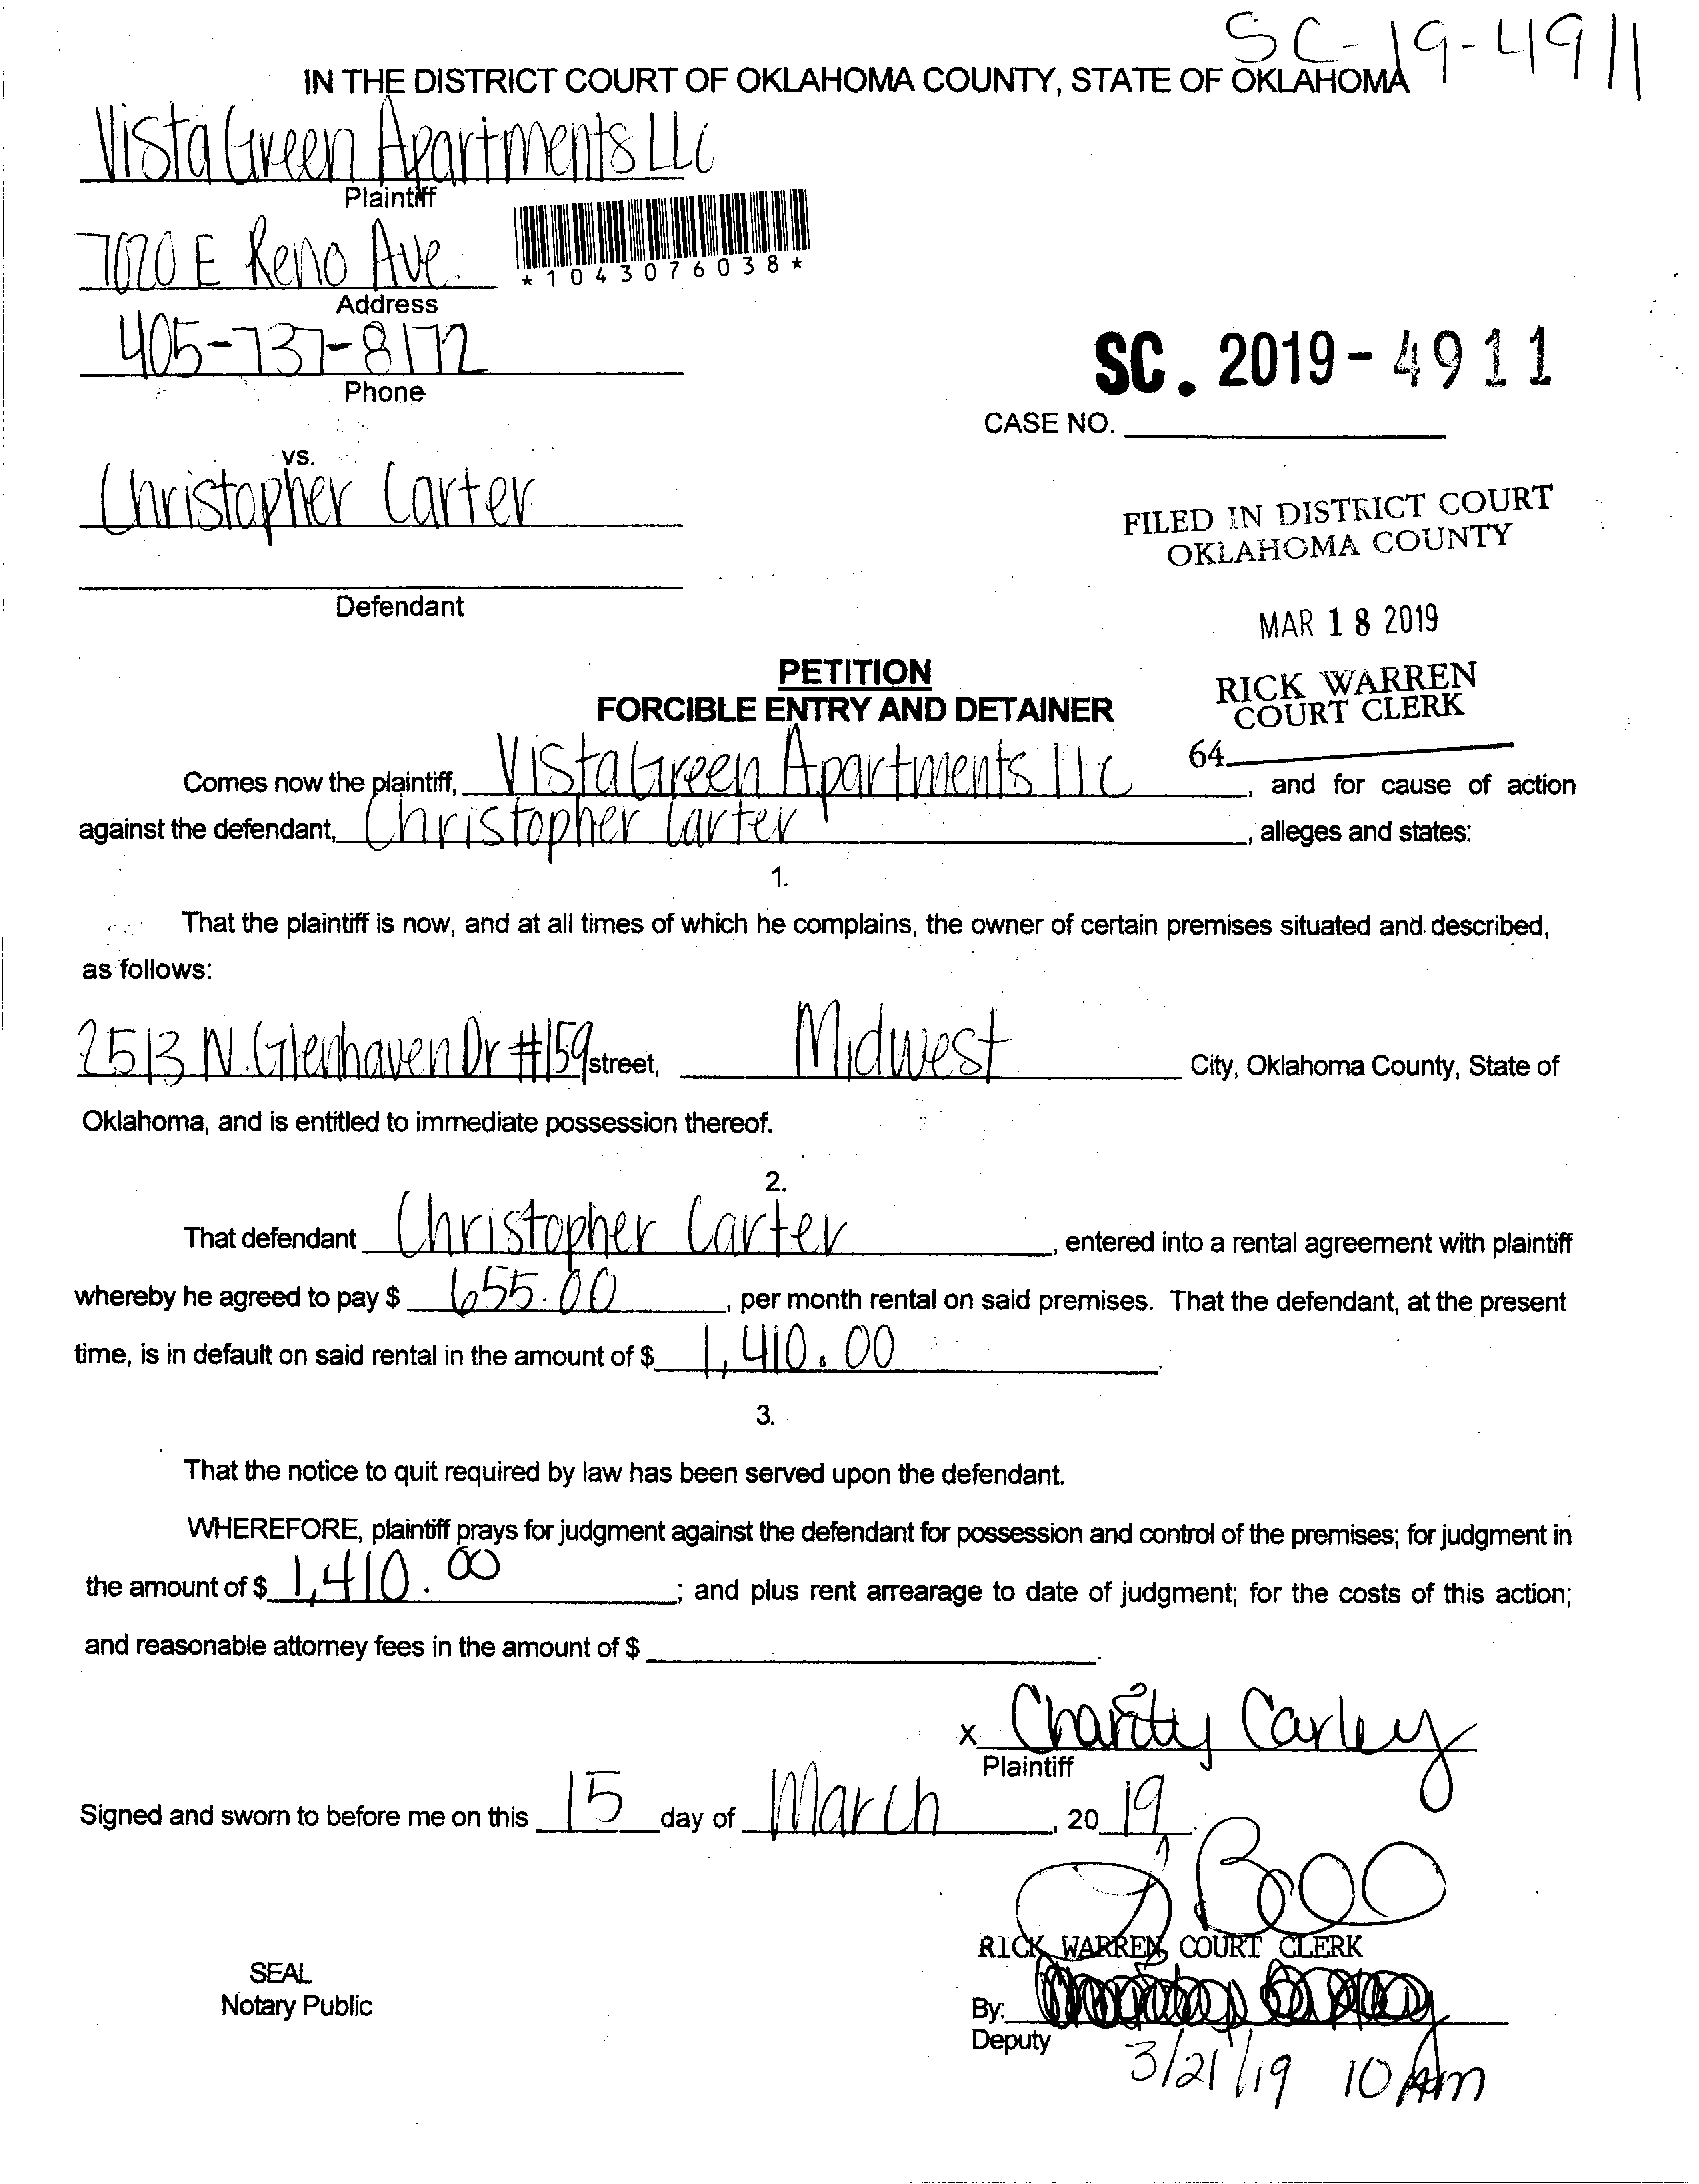 SC-19-4911
IN THE DISTRICT COURT OF OKLAHOMA COUNTY, STATE OF OKLAHOMA
Vista Green Apartments LLC
Plaintiff
7020 E Reno Ave.
*1043076038*
Address
405-737-8172
Phone
SC. 2019-4911
CASE NO.
vs.
Christopher Carter
FILED IN DISTRICT COURT
OKLAHOMA COUNTY
Defendant
MAR 18 2019
PETITION
FORCIBLE ENTRY AND DETAINER
RICK WARREN
COURT CLERK
64
Comes now the plaintiff, Vista Green Apartments llc, and for cause of action
against the defendant, Christopher Carter, alleges and states:
1.
That the plaintiff is now, and at all times of which he complains, the owner of certain premises situated and described,
as follows:
2513 N. Glenhaven Dr #159 street, Midwest City, Oklahoma County, State of
Oklahoma, and is entitled to immediate possession thereof.
2.
That defendant Christopher Carter, entered into a rental agreement with plaintiff
whereby he agreed to pay $ 655.00, per month rental on said premises. That the defendant, at the present
time, is in default on said rental in the amount of $ 1,410.00.
3.
That the notice to quit required by law has been served upon the defendant.
WHEREFORE, plaintiff prays for judgment against the defendant for possession and control of the premises; for judgment in
the amount of $ 1,410.00; and plus rent arrearage to date of judgment; for the costs of this action;
and reasonable attorney fees in the amount of $.
x Charity Carley
Plaintiff
Signed and sworn to before me on this 15 day of March, 2019.
RICK WARREN, COURT CLERK
SEAL
Notary Public
By:
Deputy
3/21/19 10 Am